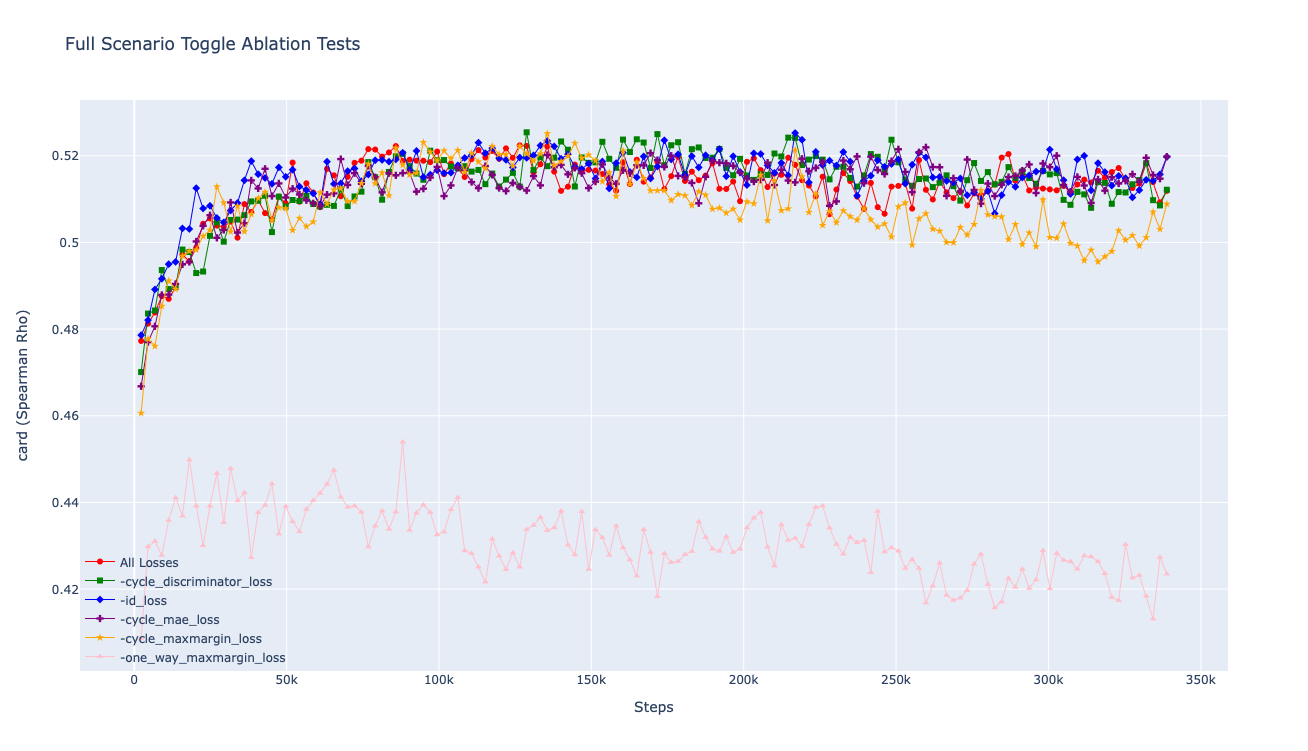 Full Scenario Toggle Ablation Tests
card (Spearman Rho)
0.52
0.5
0.48
0.46
0.44
0.42
All Losses
-cycle_discriminator_loss
-id_loss
-cycle_mae_loss
-cycle_maxmargin_loss
-one_way_maxmargin_loss
0 50k 100k 150k 200k 250k 300k 350k
Steps